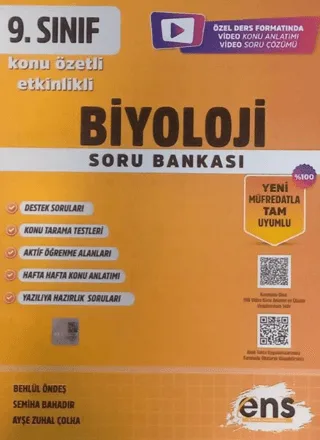 9. SINIF
konu özetli
etkinlikli
ÖZEL DERS FORMATINDA
VİDEO KONU ANLATIMI
VİDEO SORU ÇÖZÜMÜ
BİYOLOJİ
SORU BANKASI
%100
YENİ
MÜFREDATLA
TAM
UYUMLU
DESTEK SORULARI
KONU TARAMA TESTLERİ
AKTİF ÖĞRENME ALANLARI
HAFTA HAFTA KONU ANLATIMI
YAZILIYA HAZIRLIK SORULARI
BEHLÜL ÖNDEŞ
SEMİHA BAHADIR
AYŞE ZUHAL ÇOLHA
ens